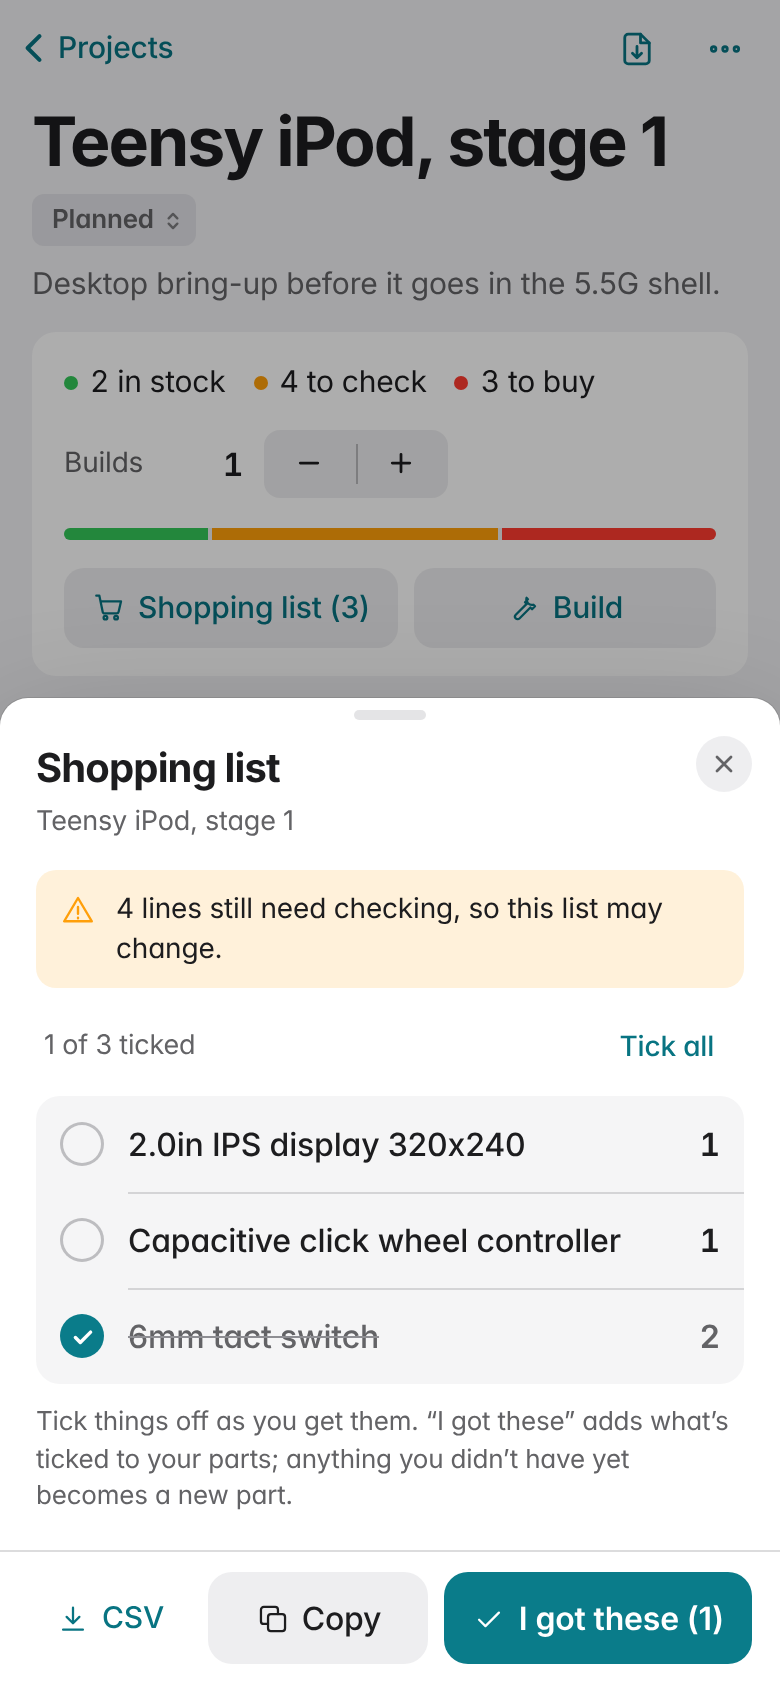 Projects
Teensy iPod, stage 1
Planned
Desktop bring-up before it goes in the 5.5G shell.
2 in stock 4 to check 3 to buy
Builds 1 − +
Shopping list (3) Build
Shopping list
Teensy iPod, stage 1
4 lines still need checking, so this list may
change.
1 of 3 ticked Tick all
2.0in IPS display 320x240 1
Capacitive click wheel controller 1
6mm tact switch 2
Tick things off as you get them. “I got these” adds what’s
ticked to your parts; anything you didn’t have yet
becomes a new part.
CSV Copy I got these (1)